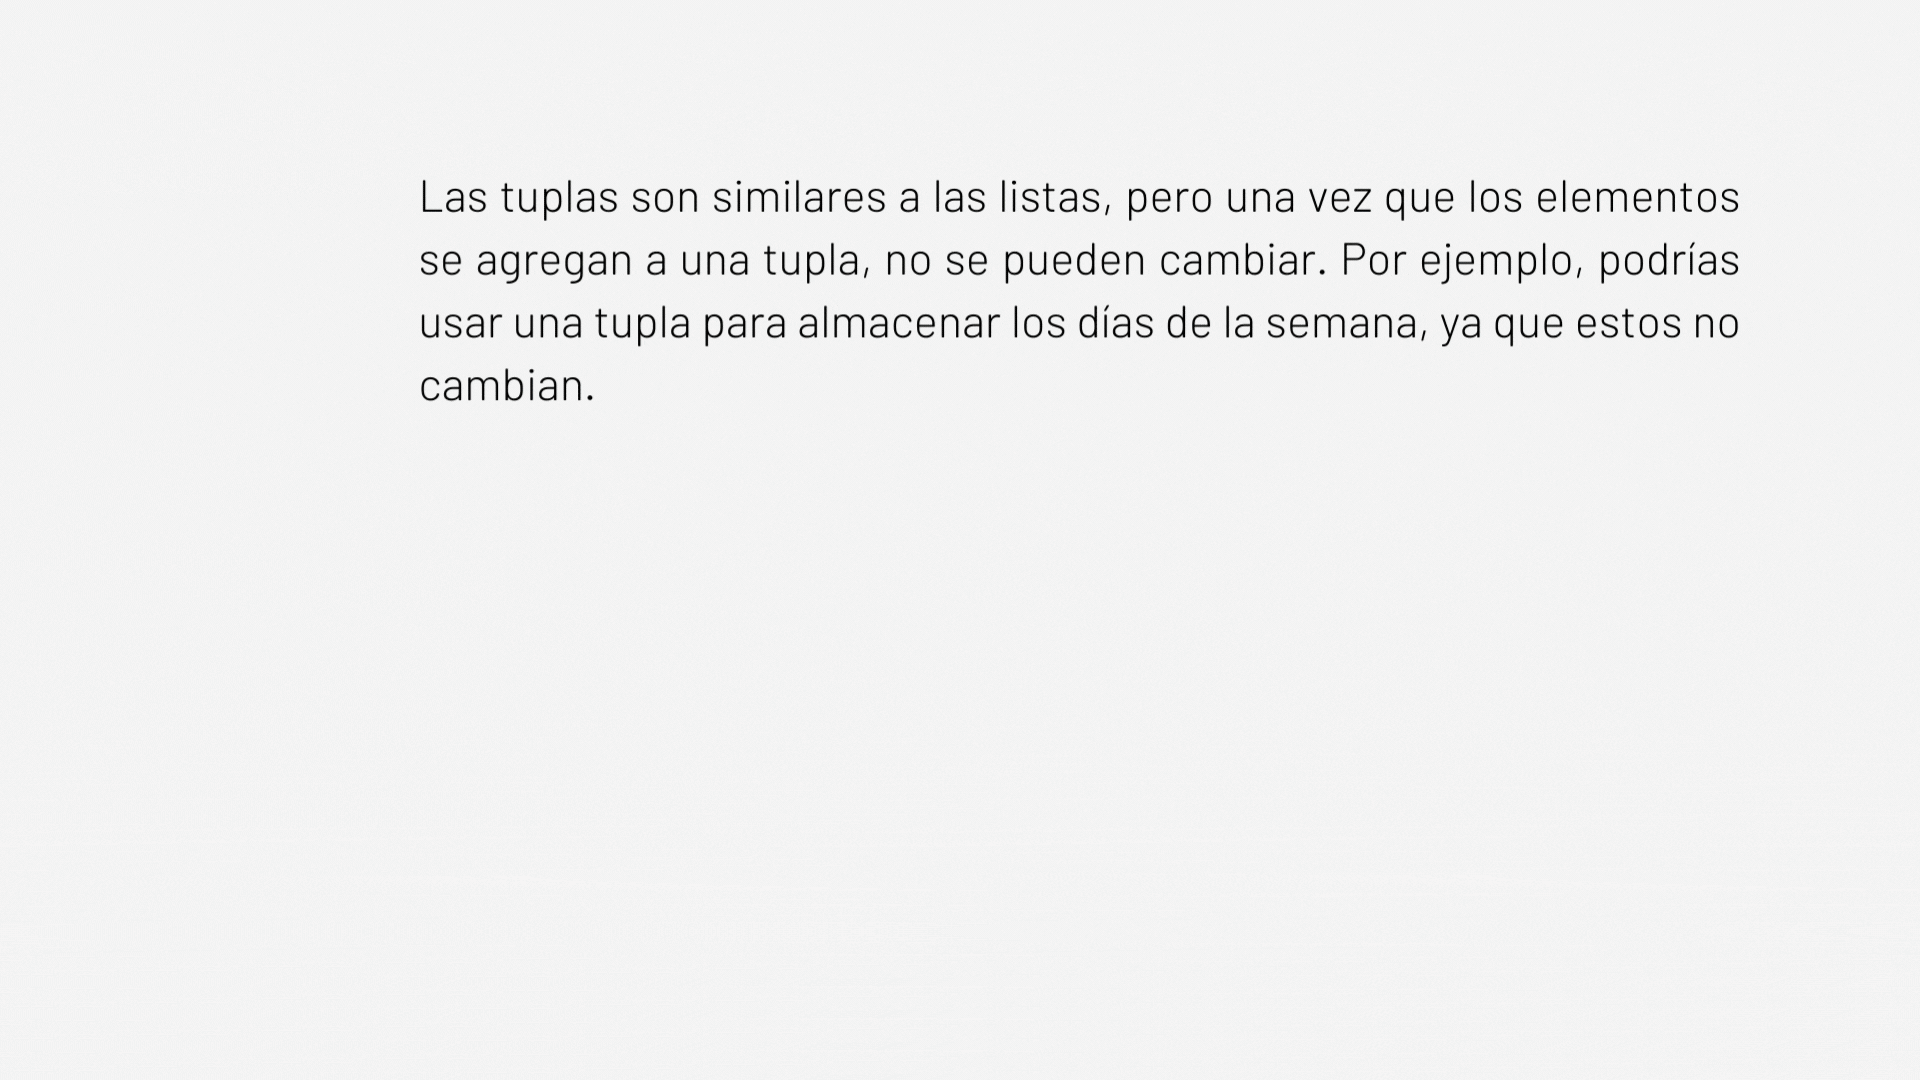 Las tuplas son similares a las listas, pero una vez que los elementos
se agregan a una tupla, no se pueden cambiar. Por ejemplo, podrías
usar una tupla para almacenar los días de la semana, ya que estos no
cambian.